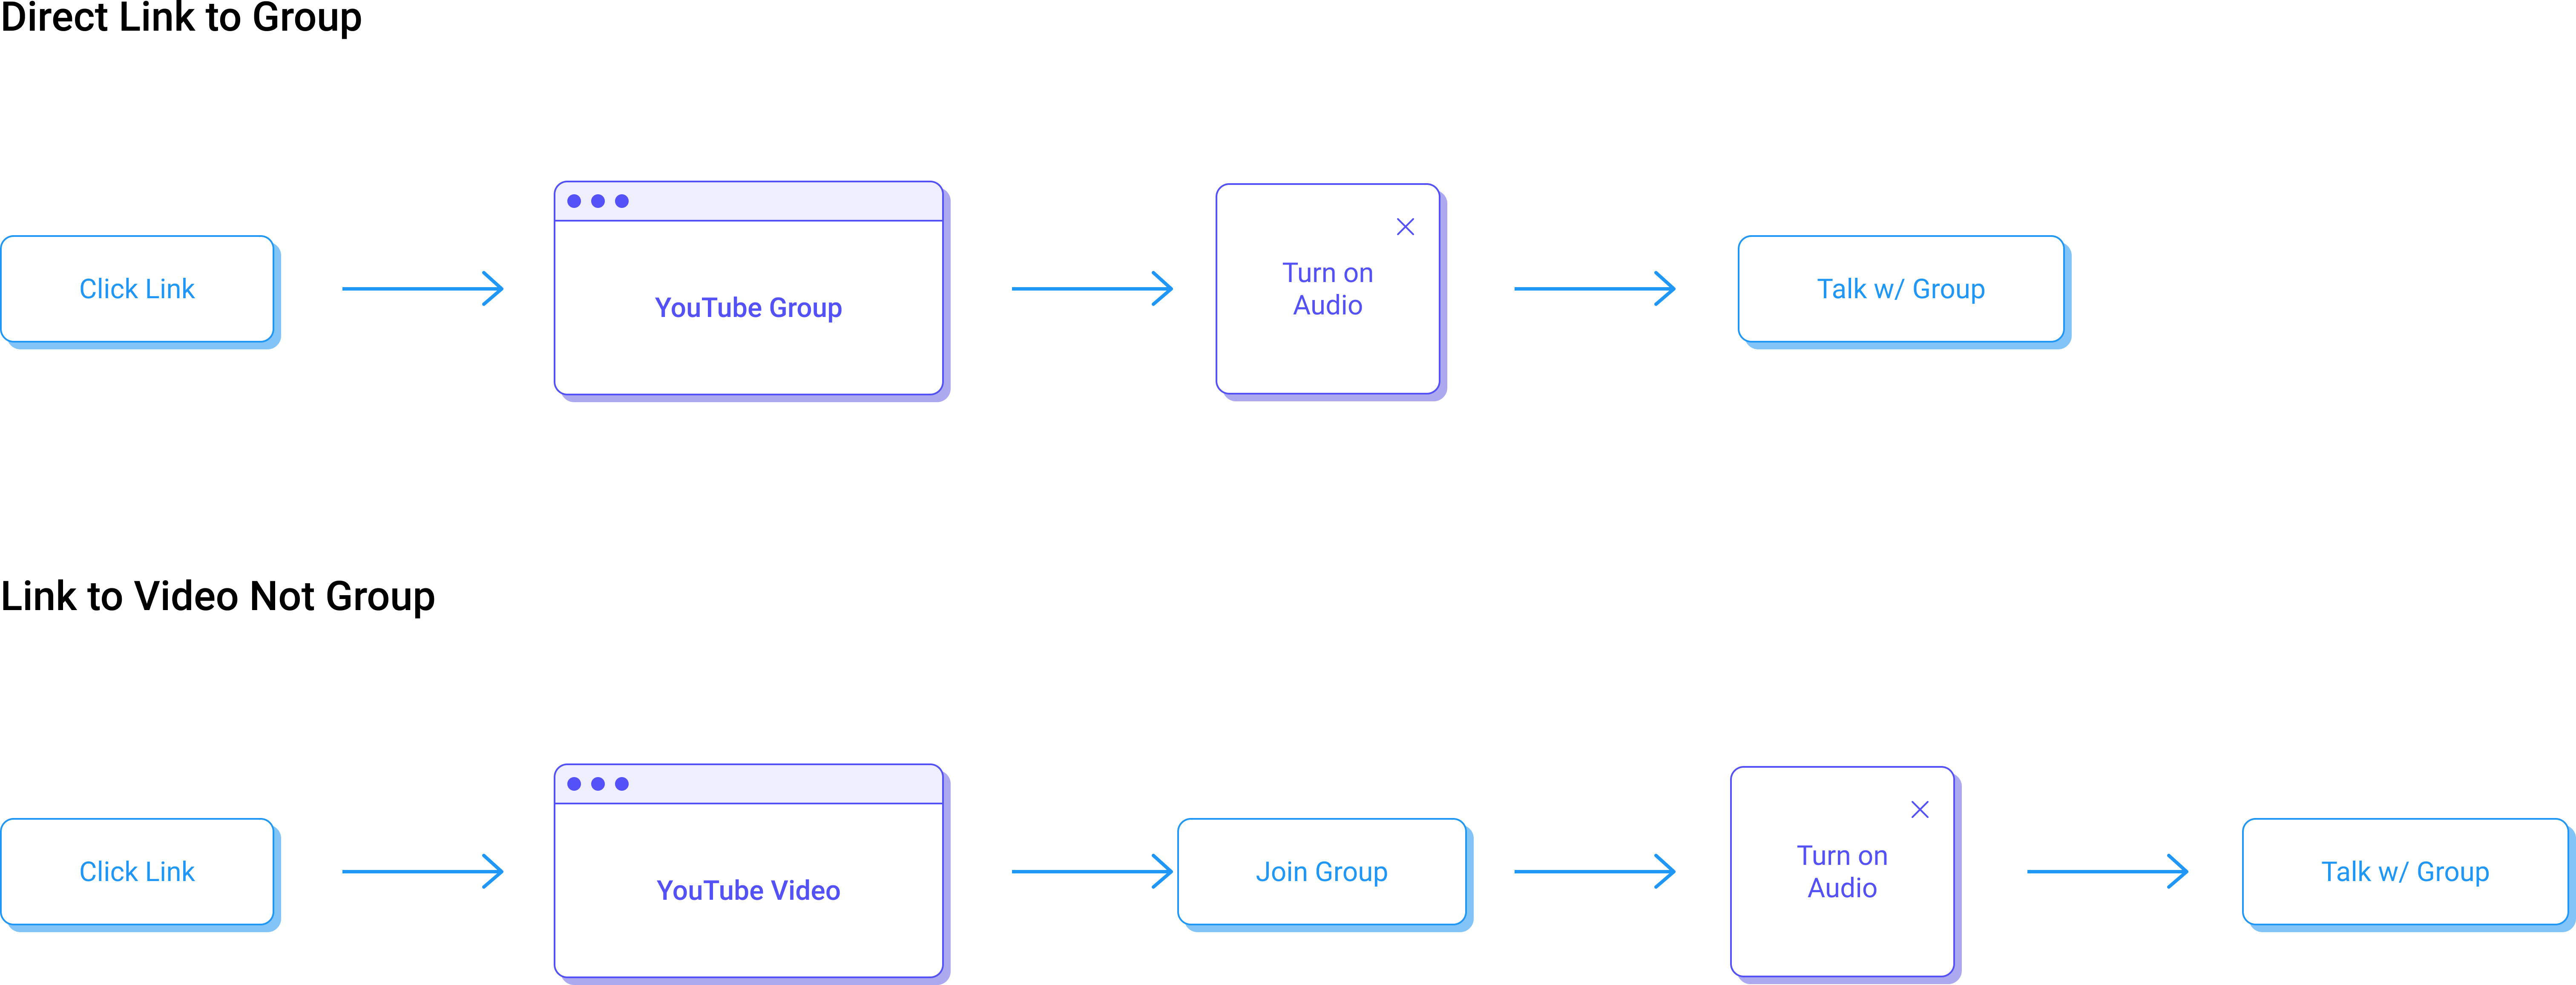 Direct Link to Group
Click Link
YouTube Group
Turn on
Audio
Talk w/ Group
Link to Video Not Group
Click Link
YouTube Video
Join Group
Turn on
Audio
Talk w/ Group